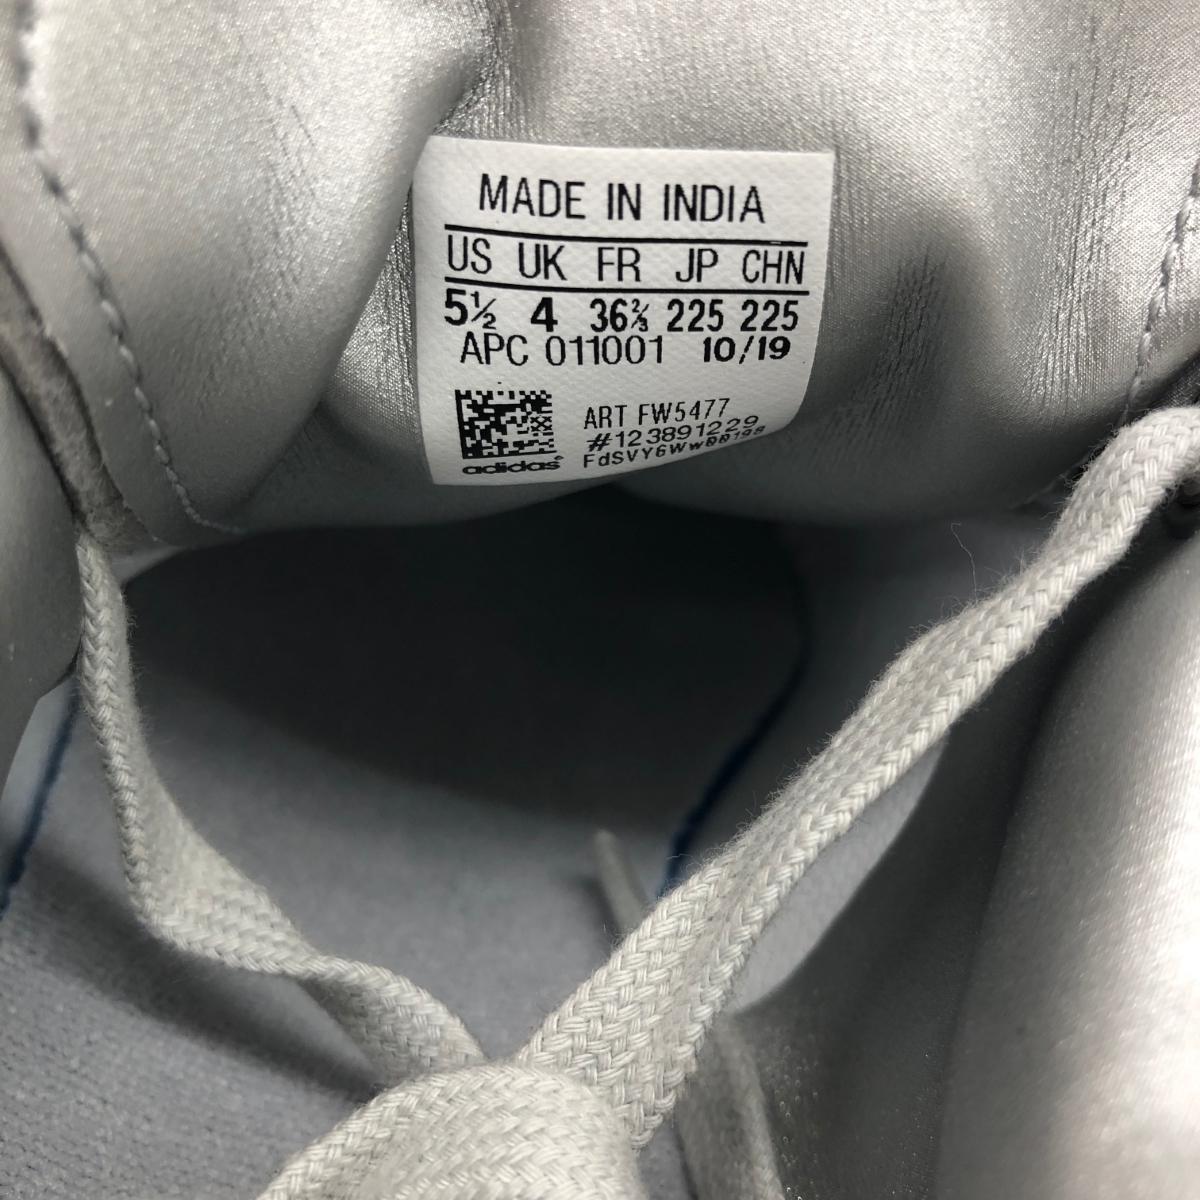 MADE IN INDIA
US UK FR JP CHN
5½ 4 36⅔ 225 225
APC 011001 10/19
ART FW5477
#123891229
adidas
FdSVY6Ww00198